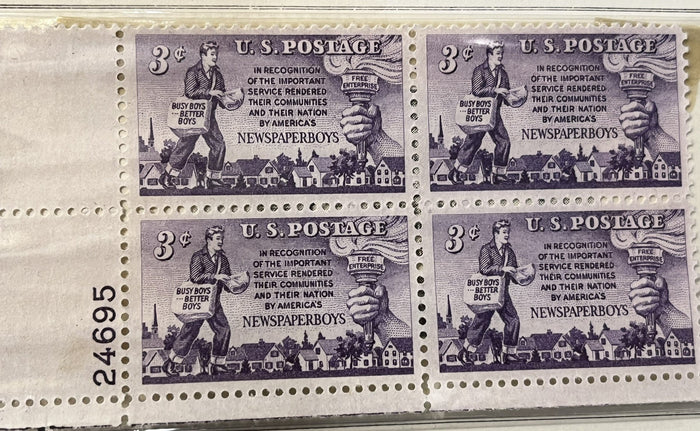 3¢ U. S. POSTAGE
IN RECOGNITION
OF THE IMPORTANT
SERVICE RENDERED
THEIR COMMUNITIES
AND THEIR NATION
BY AMERICA'S
NEWSPAPERBOYS
BUSY BOYS
--- BETTER
BOYS
FREE
ENTERPRISE
3¢ U. S. POSTAGE
IN RECOGNITION
OF THE IMPORTANT
SERVICE RENDERED
THEIR COMMUNITIES
AND THEIR NATION
BY AMERICA'S
NEWSPAPERBOYS
BUSY BOYS
--- BETTER
BOYS
FREE
ENTERPRISE
3¢ U. S. POSTAGE
IN RECOGNITION
OF THE IMPORTANT
SERVICE RENDERED
THEIR COMMUNITIES
AND THEIR NATION
BY AMERICA'S
NEWSPAPERBOYS
BUSY BOYS
--- BETTER
BOYS
FREE
ENTERPRISE
3¢ U. S. POSTAGE
IN RECOGNITION
OF THE IMPORTANT
SERVICE RENDERED
THEIR COMMUNITIES
AND THEIR NATION
BY AMERICA'S
NEWSPAPERBOYS
BUSY BOYS
--- BETTER
BOYS
FREE
ENTERPRISE
24695